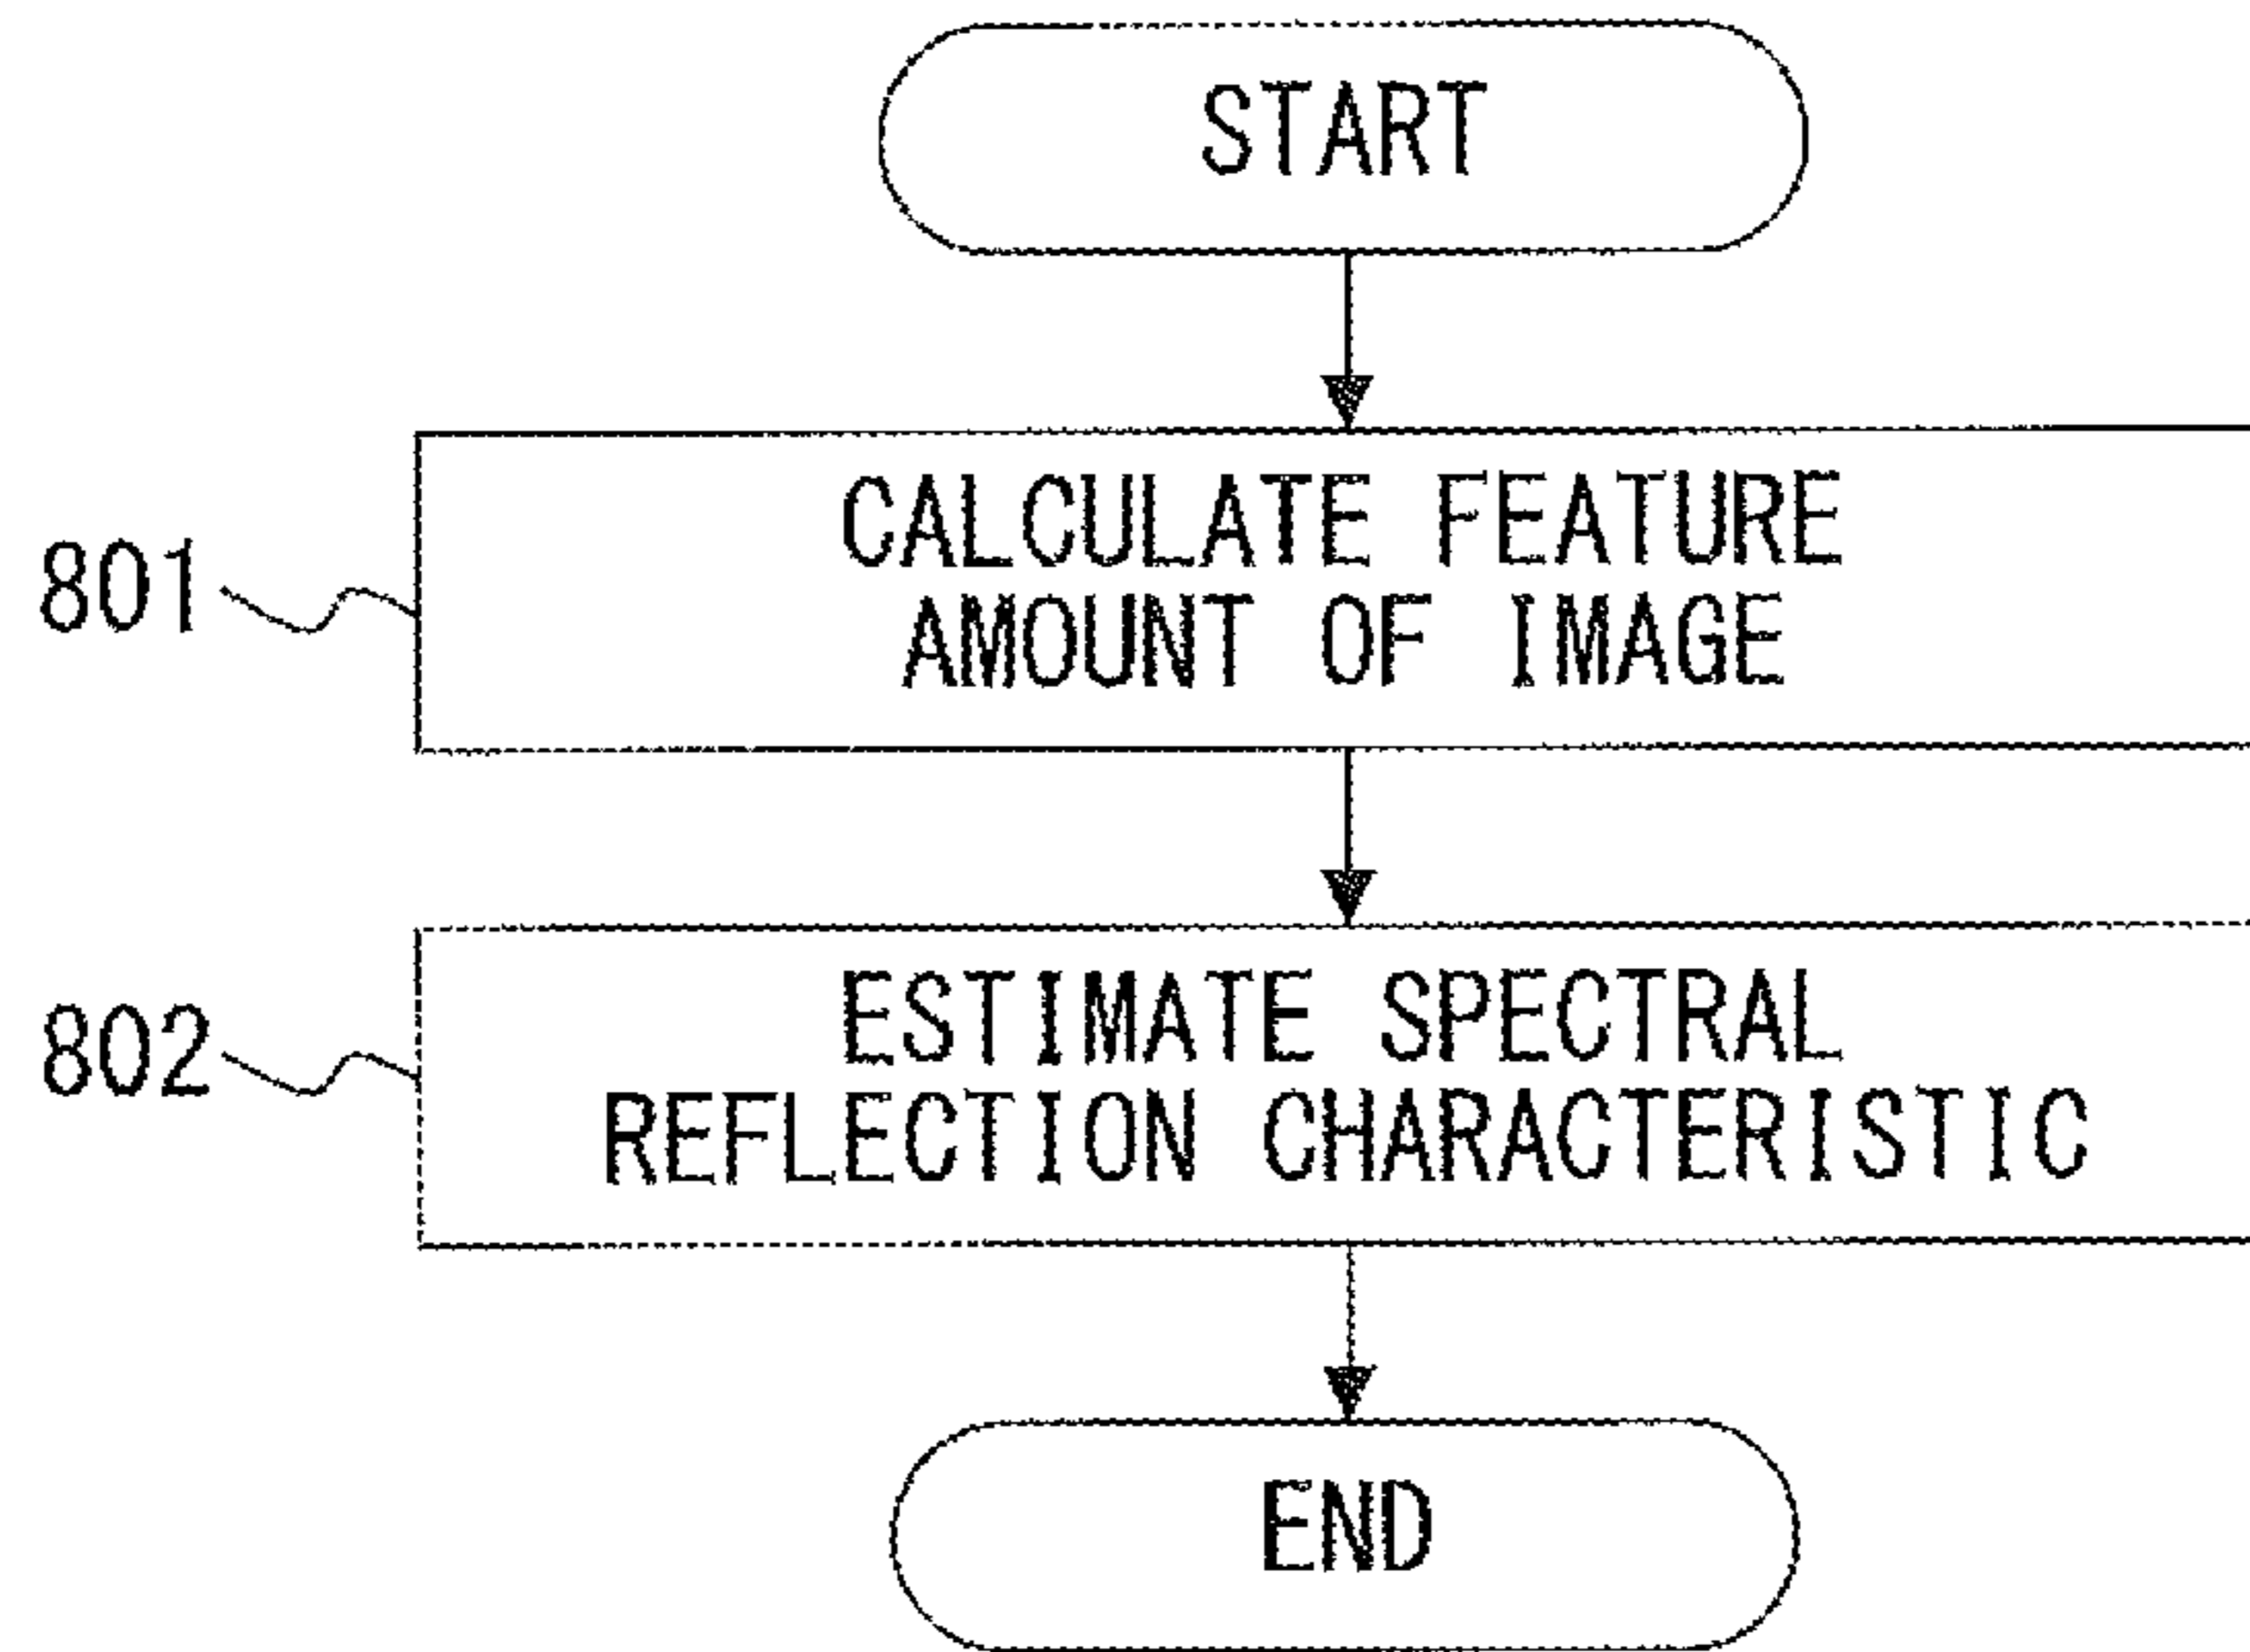 START
801
CALCULATE FEATURE
AMOUNT OF IMAGE
802
ESTIMATE SPECTRAL
REFLECTION CHARACTERISTIC
END